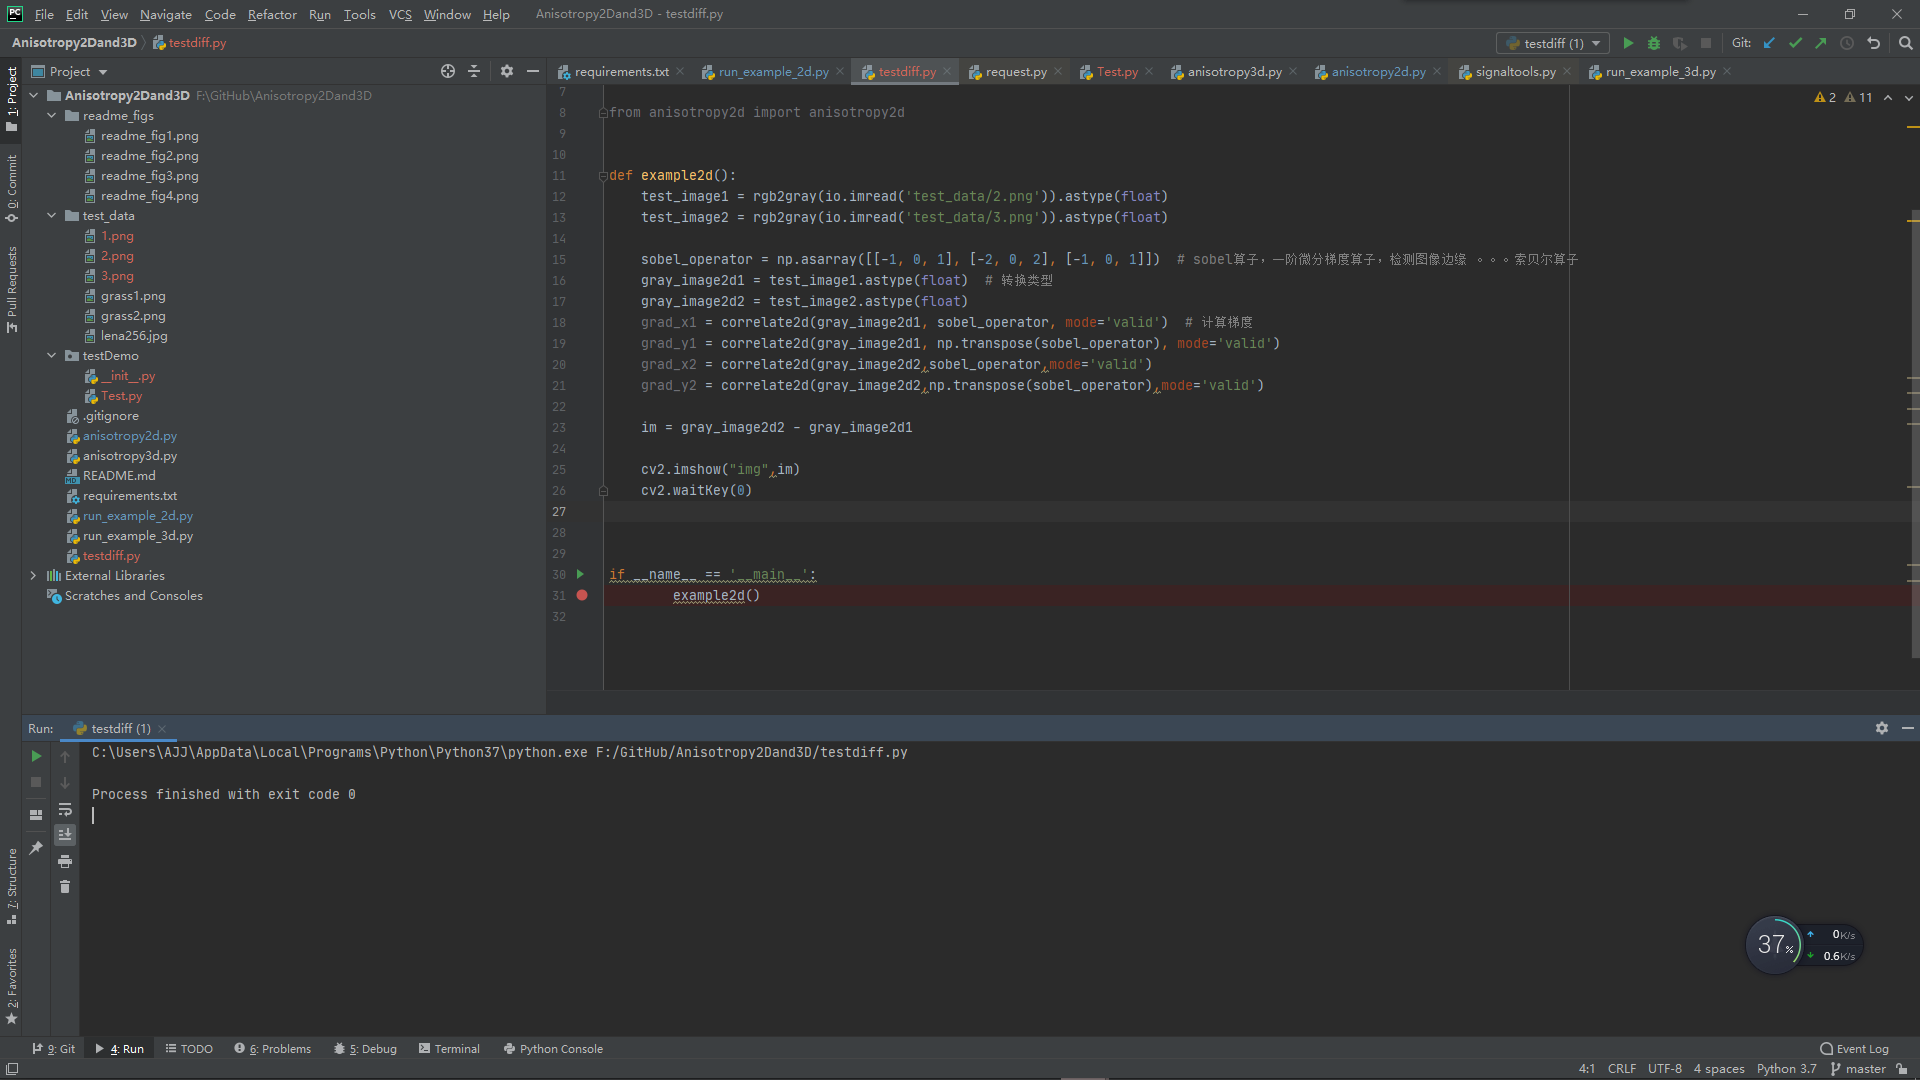 PC File Edit View Navigate Code Refactor Run Tools VCS Window Help Anisotropy2Dand3D - testdiff.py
Anisotropy2Dand3D testdiff.py testdiff (1) Git:
Project
1: Project
0: Commit
Pull Requests
7: Structure
2: Favorites
requirements.txt run_example_2d.py testdiff.py request.py Test.py anisotropy3d.py anisotropy2d.py signaltools.py run_example_3d.py
Anisotropy2Dand3D F:\GitHub\Anisotropy2Dand3D
readme_figs
readme_fig1.png
readme_fig2.png
readme_fig3.png
readme_fig4.png
test_data
1.png
2.png
3.png
grass1.png
grass2.png
lena256.jpg
testDemo
__init__.py
Test.py
.gitignore
anisotropy2d.py
anisotropy3d.py
README.md
requirements.txt
run_example_2d.py
run_example_3d.py
testdiff.py
External Libraries
Scratches and Consoles
2 11
7
8 from anisotropy2d import anisotropy2d
9
10
11 def example2d():
12 test_image1 = rgb2gray(io.imread('test_data/2.png')).astype(float)
13 test_image2 = rgb2gray(io.imread('test_data/3.png')).astype(float)
14
15 sobel_operator = np.asarray([[-1, 0, 1], [-2, 0, 2], [-1, 0, 1]]) # sobel算子，一阶微分梯度算子，检测图像边缘 。。。索贝尔算子
16 gray_image2d1 = test_image1.astype(float) # 转换类型
17 gray_image2d2 = test_image2.astype(float)
18 grad_x1 = correlate2d(gray_image2d1, sobel_operator, mode='valid') # 计算梯度
19 grad_y1 = correlate2d(gray_image2d1, np.transpose(sobel_operator), mode='valid')
20 grad_x2 = correlate2d(gray_image2d2,sobel_operator,mode='valid')
21 grad_y2 = correlate2d(gray_image2d2,np.transpose(sobel_operator),mode='valid')
22
23 im = gray_image2d2 - gray_image2d1
24
25 cv2.imshow("img",im)
26 cv2.waitKey(0)
27
28
29
30 if __name__ == '__main__':
31 example2d()
32
Run: testdiff (1)
C:\Users\AJJ\AppData\Local\Programs\Python\Python37\python.exe F:/GitHub/Anisotropy2Dand3D/testdiff.py
Process finished with exit code 0
37% 0K/s
0.6K/s
9: Git 4: Run TODO 6: Problems 5: Debug Terminal Python Console Event Log
4:1 CRLF UTF-8 4 spaces Python 3.7 master